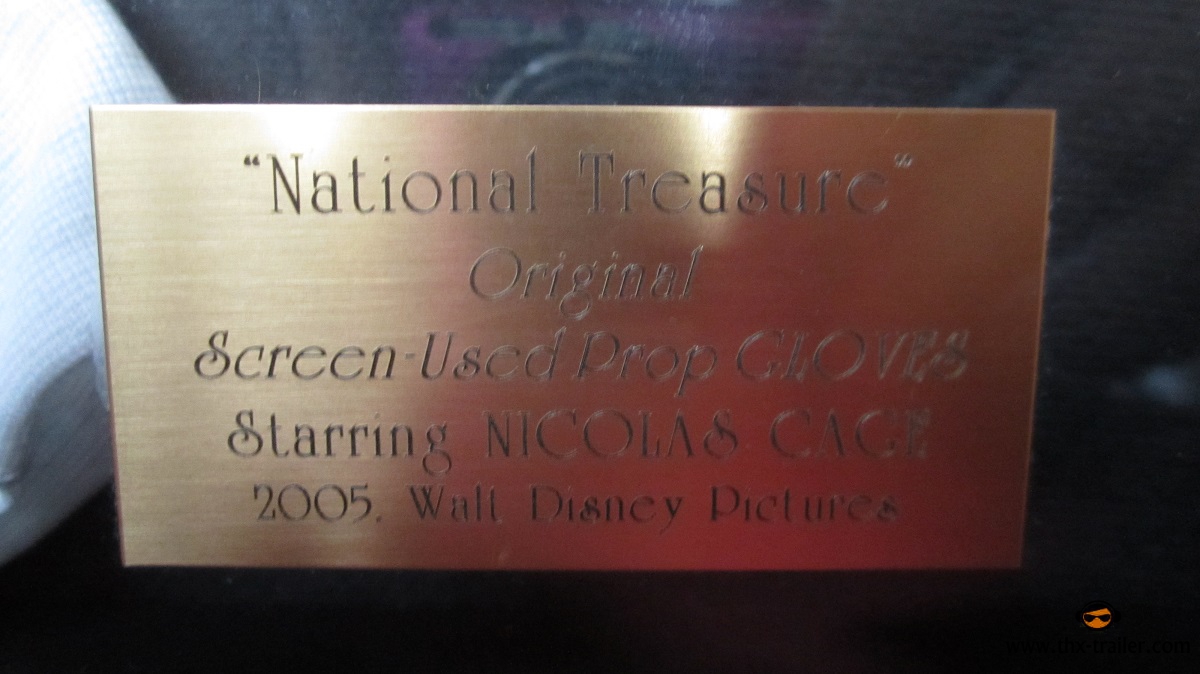 “National Treasure“
Original
Screen-Used Prop GLOVES
Starring NICOLAS CAGE
2005. Walt Disney Pictures
www.thx-trailer.com